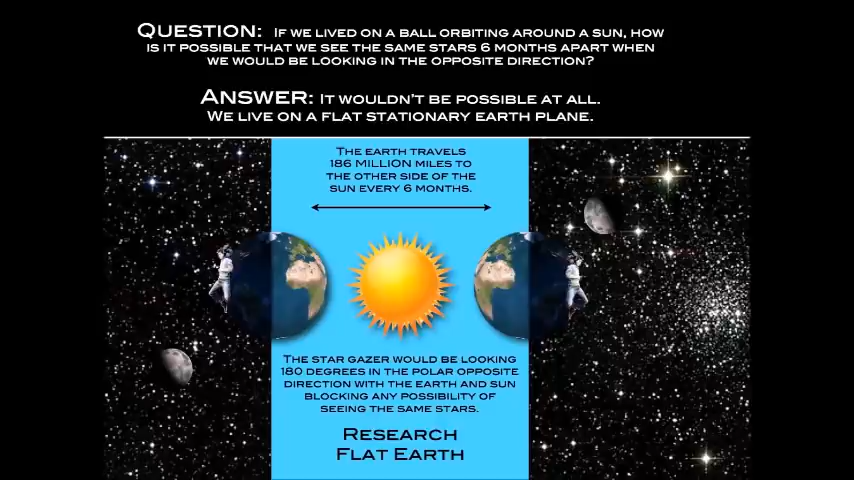 QUESTION: IF WE LIVED ON A BALL ORBITING AROUND A SUN, HOW
IS IT POSSIBLE THAT WE SEE THE SAME STARS 6 MONTHS APART WHEN
WE WOULD BE LOOKING IN THE OPPOSITE DIRECTION?
ANSWER: IT WOULDN'T BE POSSIBLE AT ALL.
WE LIVE ON A FLAT STATIONARY EARTH PLANE.
THE EARTH TRAVELS
186 MILLION MILES TO
THE OTHER SIDE OF THE
SUN EVERY 6 MONTHS.
THE STAR GAZER WOULD BE LOOKING
180 DEGREES IN THE POLAR OPPOSITE
DIRECTION WITH THE EARTH AND SUN
BLOCKING ANY POSSIBILITY OF
SEEING THE SAME STARS.
RESEARCH
FLAT EARTH